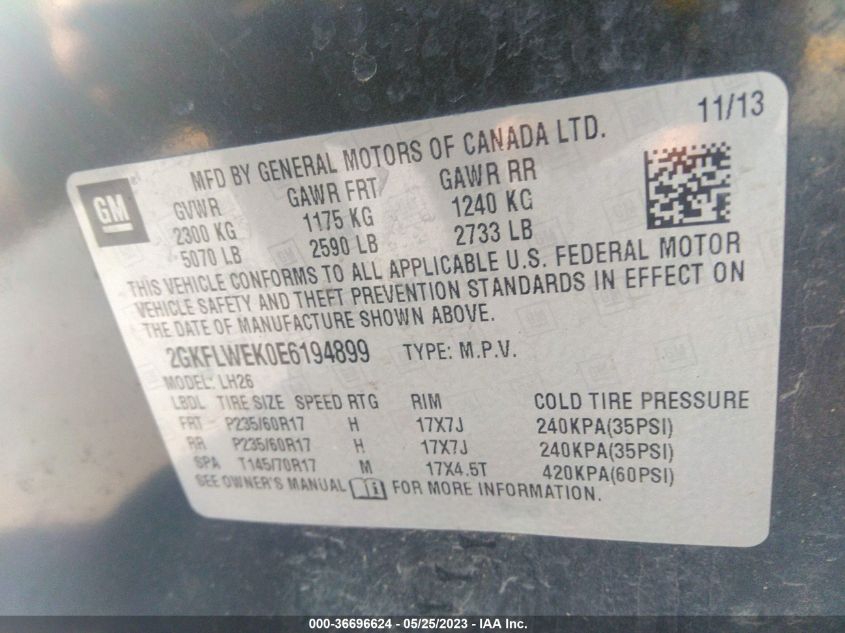 11/13
MFD BY GENERAL MOTORS OF CANADA LTD.
GM
GVWR GAWR FRT GAWR RR
2300 KG 1175 KG 1240 KG
5070 LB 2590 LB 2733 LB
THIS VEHICLE CONFORMS TO ALL APPLICABLE U.S. FEDERAL MOTOR
VEHICLE SAFETY AND THEFT PREVENTION STANDARDS IN EFFECT ON
THE DATE OF MANUFACTURE SHOWN ABOVE.
2GKFLWEK0E6194899 TYPE: M.P.V.
MODEL: LH26
LBDL TIRE SIZE SPEED RTG RIM COLD TIRE PRESSURE
FRT P235/60R17 H 17X7J 240KPA(35PSI)
RR P235/60R17 H 17X7J 240KPA(35PSI)
SPA T145/70R17 M 17X4.5T 420KPA(60PSI)
SEE OWNER'S MANUAL FOR MORE INFORMATION.
000-36696624 - 05/25/2023 - IAA Inc.